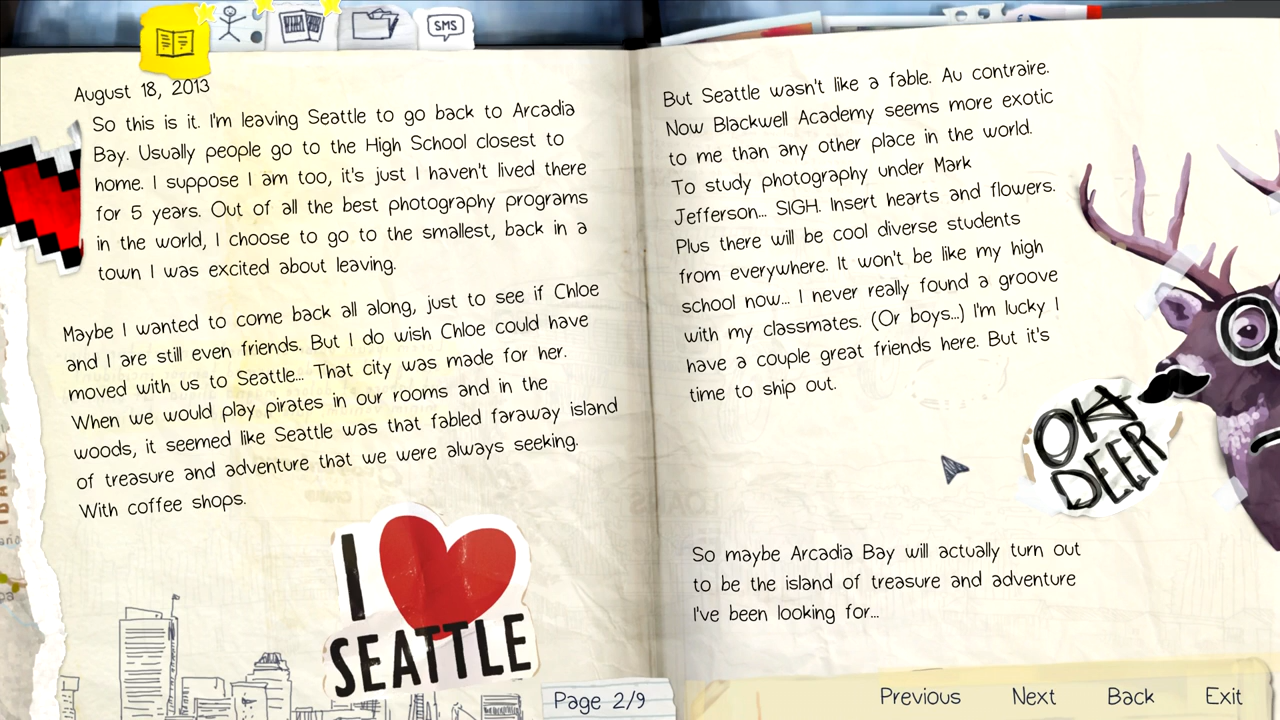 SMS
August 18, 2013
So this is it. I'm leaving Seattle to go back to Arcadia
Bay. Usually people go to the High School closest to
home. I suppose I am too, it's just I haven't lived there
for 5 years. Out of all the best photography programs
in the world, I choose to go to the smallest, back in a
town I was excited about leaving.
Maybe I wanted to come back all along, just to see if Chloe
and I are still even friends. But I do wish Chloe could have
moved with us to Seattle... That city was made for her.
When we would play pirates in our rooms and in the
woods, it seemed like Seattle was that fabled faraway island
of treasure and adventure that we were always seeking.
With coffee shops.
I
SEATTLE
But Seattle wasn't like a fable. Au contraire.
Now Blackwell Academy seems more exotic
to me than any other place in the world.
To study photography under Mark
Jefferson... SIGH. Insert hearts and flowers.
Plus there will be cool diverse students
from everywhere. It won't be like my high
school now... I never really found a groove
with my classmates. (Or boys...) I'm lucky I
have a couple great friends here. But it's
time to ship out.
OH
DEER
So maybe Arcadia Bay will actually turn out
to be the island of treasure and adventure
I've been looking for...
Page 2/9
Previous Next Back Exit